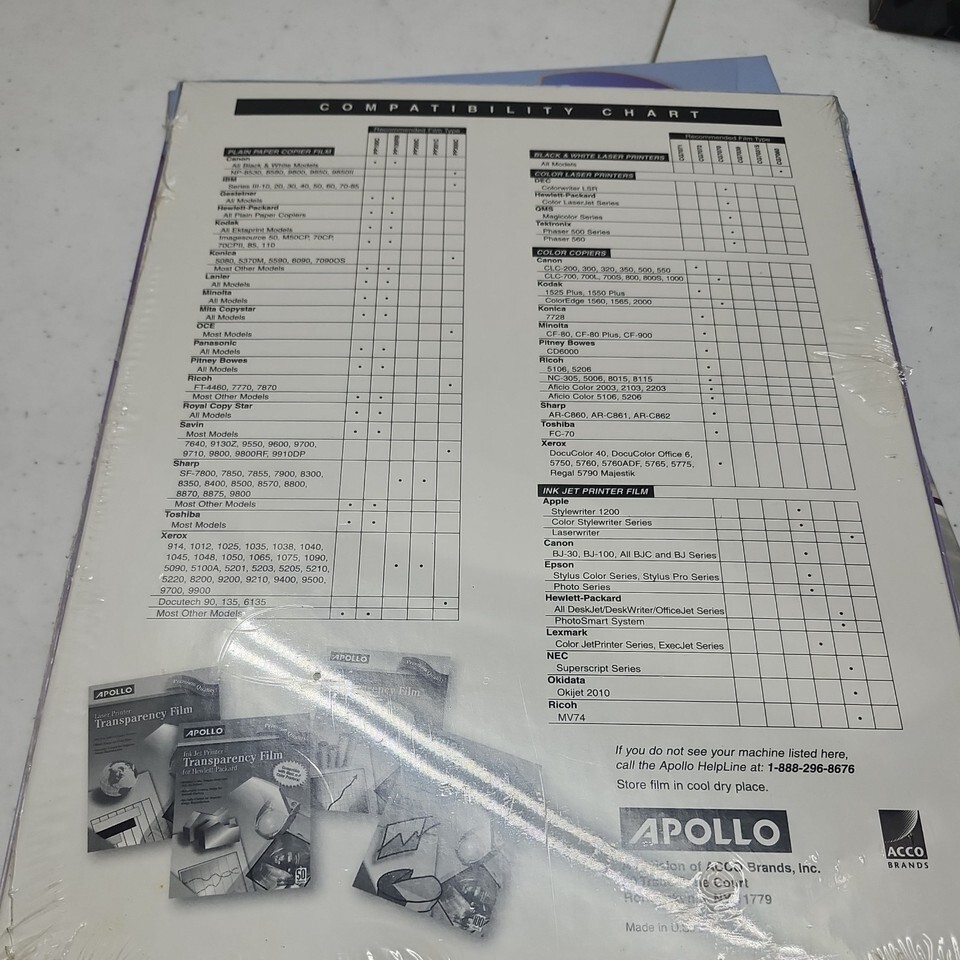 COMPATIBILITY CHART
Recommended Film Type
PLAIN PAPER COPIER FILM
Canon
All Black & White Models
NP-8530, 8580, 9800, 9850, 98500
IBM
Series III-10, 20, 30, 40, 50, 60, 70-85
Gestetner
All Models
Hewlett-Packard
All Plain Paper Copiers
Kodak
All Ektaprint Models
Imagesource 50, M50CP, 70CP,
70CPII, 85, 110
Konica
5080, 5370M, 5590, 6090, 7090OS
Most Other Models
Lanier
All Models
Minolta
All Models
Mita Copystar
All Models
OCE
Most Models
Panasonic
All Models
Pitney Bowes
All Models
Ricoh
FT-4460, 7770, 7870
Most Other Models
Royal Copy Star
All Models
Savin
Most Models
7640, 9130Z, 9550, 9600, 9700,
9710, 9800, 9800RF, 9910DP
Sharp
SF-7800, 7850, 7855, 7900, 8300,
8350, 8400, 8500, 8570, 8800,
8870, 8875, 9800
Most Other Models
Toshiba
Most Models
Xerox
914, 1012, 1025, 1035, 1038, 1040,
1045, 1048, 1050, 1065, 1075, 1090,
5090, 5100A, 5201, 5203, 5205, 5210,
5220, 8200, 9200, 9210, 9400, 9500,
9700, 9900
Docutech 90, 135, 6135
Most Other Models
Recommended Film Type
BLACK & WHITE LASER PRINTERS
All Models
COLOR LASER PRINTERS
DEC
Colorwriter LSR
Hewlett-Packard
Color LaserJet Series
QMS
Magicolor Series
Tektronix
Phaser 500 Series
Phaser 560
COLOR COPIERS
Canon
CLC-200, 300, 320, 350, 500, 550
CLC-700, 700L, 700S, 800, 800S, 1000
Kodak
1525 Plus, 1550 Plus
ColorEdge 1560, 1565, 2000
Konica
7728
Minolta
CF-80, CF-80 Plus, CF-900
Pitney Bowes
CD6000
Ricoh
5106, 5206
NC-305, 5006, 8015, 8115
Aficio Color 2003, 2103, 2203
Aficio Color 5106, 5206
Sharp
AR-C860, AR-C861, AR-C862
Toshiba
FC-70
Xerox
DocuColor 40, DocuColor Office 6,
5750, 5760, 5760ADF, 5765, 5775,
Regal 5790 Majestik
INK JET PRINTER FILM
Apple
Stylewriter 1200
Color Stylewriter Series
Laserwriter
Canon
BJ-30, BJ-100, All BJC and BJ Series
Epson
Stylus Color Series, Stylus Pro Series
Photo Series
Hewlett-Packard
All DeskJet/DeskWriter/OfficeJet Series
PhotoSmart System
Lexmark
Color JetPrinter Series, ExecJet Series
NEC
Superscript Series
Okidata
Okijet 2010
Ricoh
MV74
If you do not see your machine listed here,
call the Apollo HelpLine at: 1-888-296-8676
Store film in cool dry place.
APOLLO
Division of ACCO Brands, Inc.
Court
NY 11779
Made in U.S.
ACCO
BRANDS
APOLLO
Laser Printer
Transparency Film
APOLLO
Ink Jet Printer
Transparency Film
for Hewlett Packard
50
APOLLO
Film
100